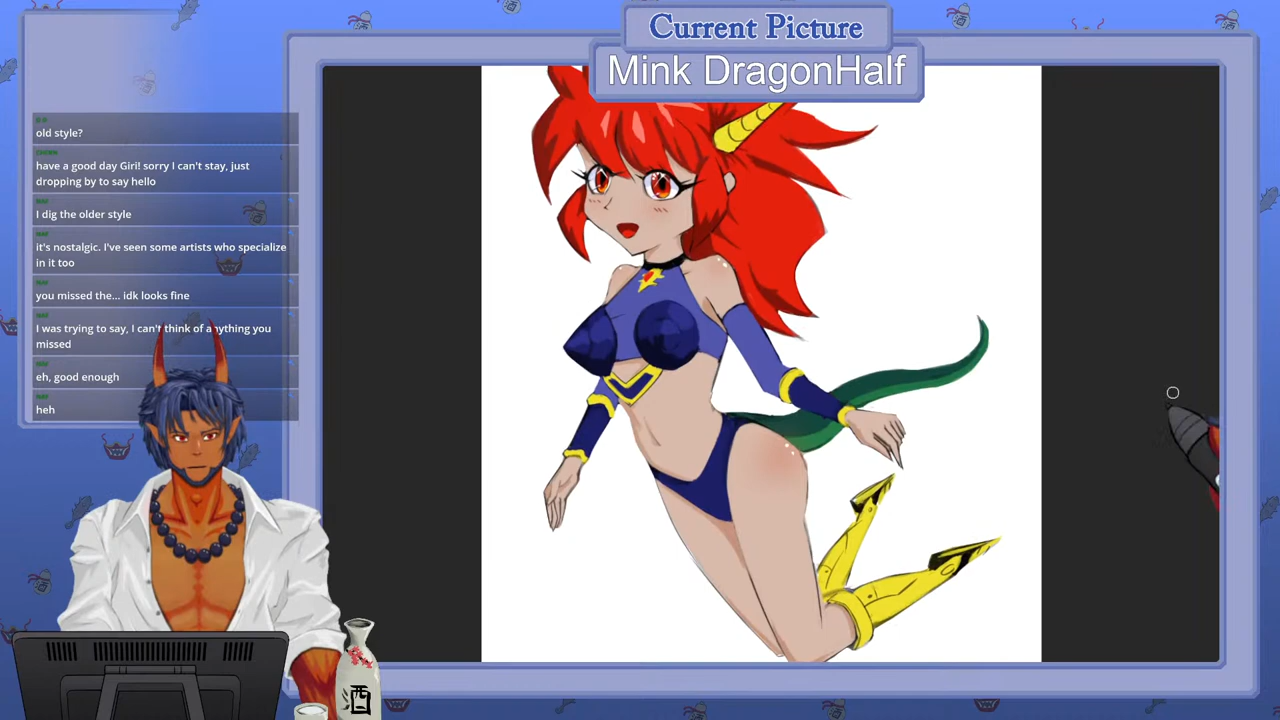 Current Picture
Mink DragonHalf
old style?
have a good day Giri! sorry I can't stay, just
dropping by to say hello
I dig the older style
it's nostalgic. I've seen some artists who specialize
in it too
you missed the... idk looks fine
I was trying to say, I can't think of anything you
missed
eh, good enough
heh
酒